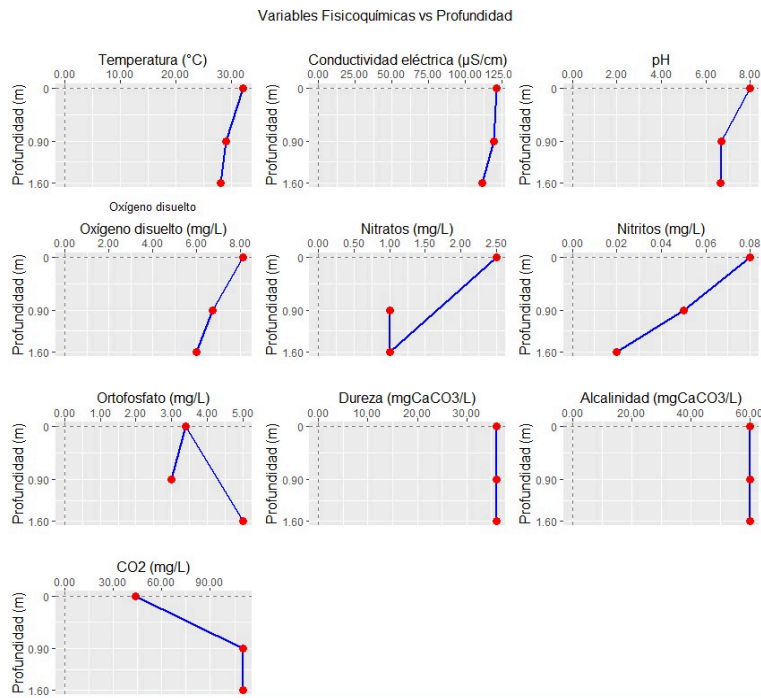 Variables Fisicoquímicas vs Profundidad
Temperatura (°C)
0.00 10.00 20.00 30.00
Profundidad (m)
0
0.90
1.60
Conductividad eléctrica (µS/cm)
0.00 25.00 50.00 75.00 100.00 125.0
Profundidad (m)
0
0.90
1.60
pH
0.00 2.00 4.00 6.00 8.00
Profundidad (m)
0
0.90
1.60
Oxígeno disuelto
Oxígeno disuelto (mg/L)
0.00 2.00 4.00 6.00 8.00
Profundidad (m)
0
0.90
1.60
Nitratos (mg/L)
0.00 0.50 1.00 1.50 2.00 2.50
Profundidad (m)
0
0.90
1.60
Nitritos (mg/L)
0.00 0.02 0.04 0.06 0.08
Profundidad (m)
0
0.90
1.60
Ortofosfato (mg/L)
0.00 1.00 2.00 3.00 4.00 5.00
Profundidad (m)
0
0.90
1.60
Dureza (mgCaCO3/L)
0.00 10.00 20.00 30.00
Profundidad (m)
0
0.90
1.60
Alcalinidad (mgCaCO3/L)
0.00 20.00 40.00 60.00
Profundidad (m)
0
0.90
1.60
CO2 (mg/L)
0.00 30.00 60.00 90.00
Profundidad (m)
0
0.90
1.60